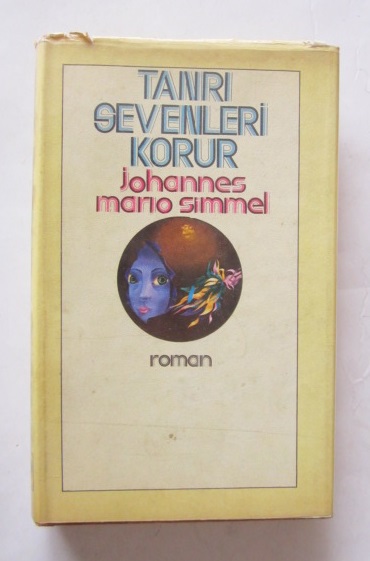 TANRI
SEVENLERİ
KORUR
johannes
mario simmel
roman